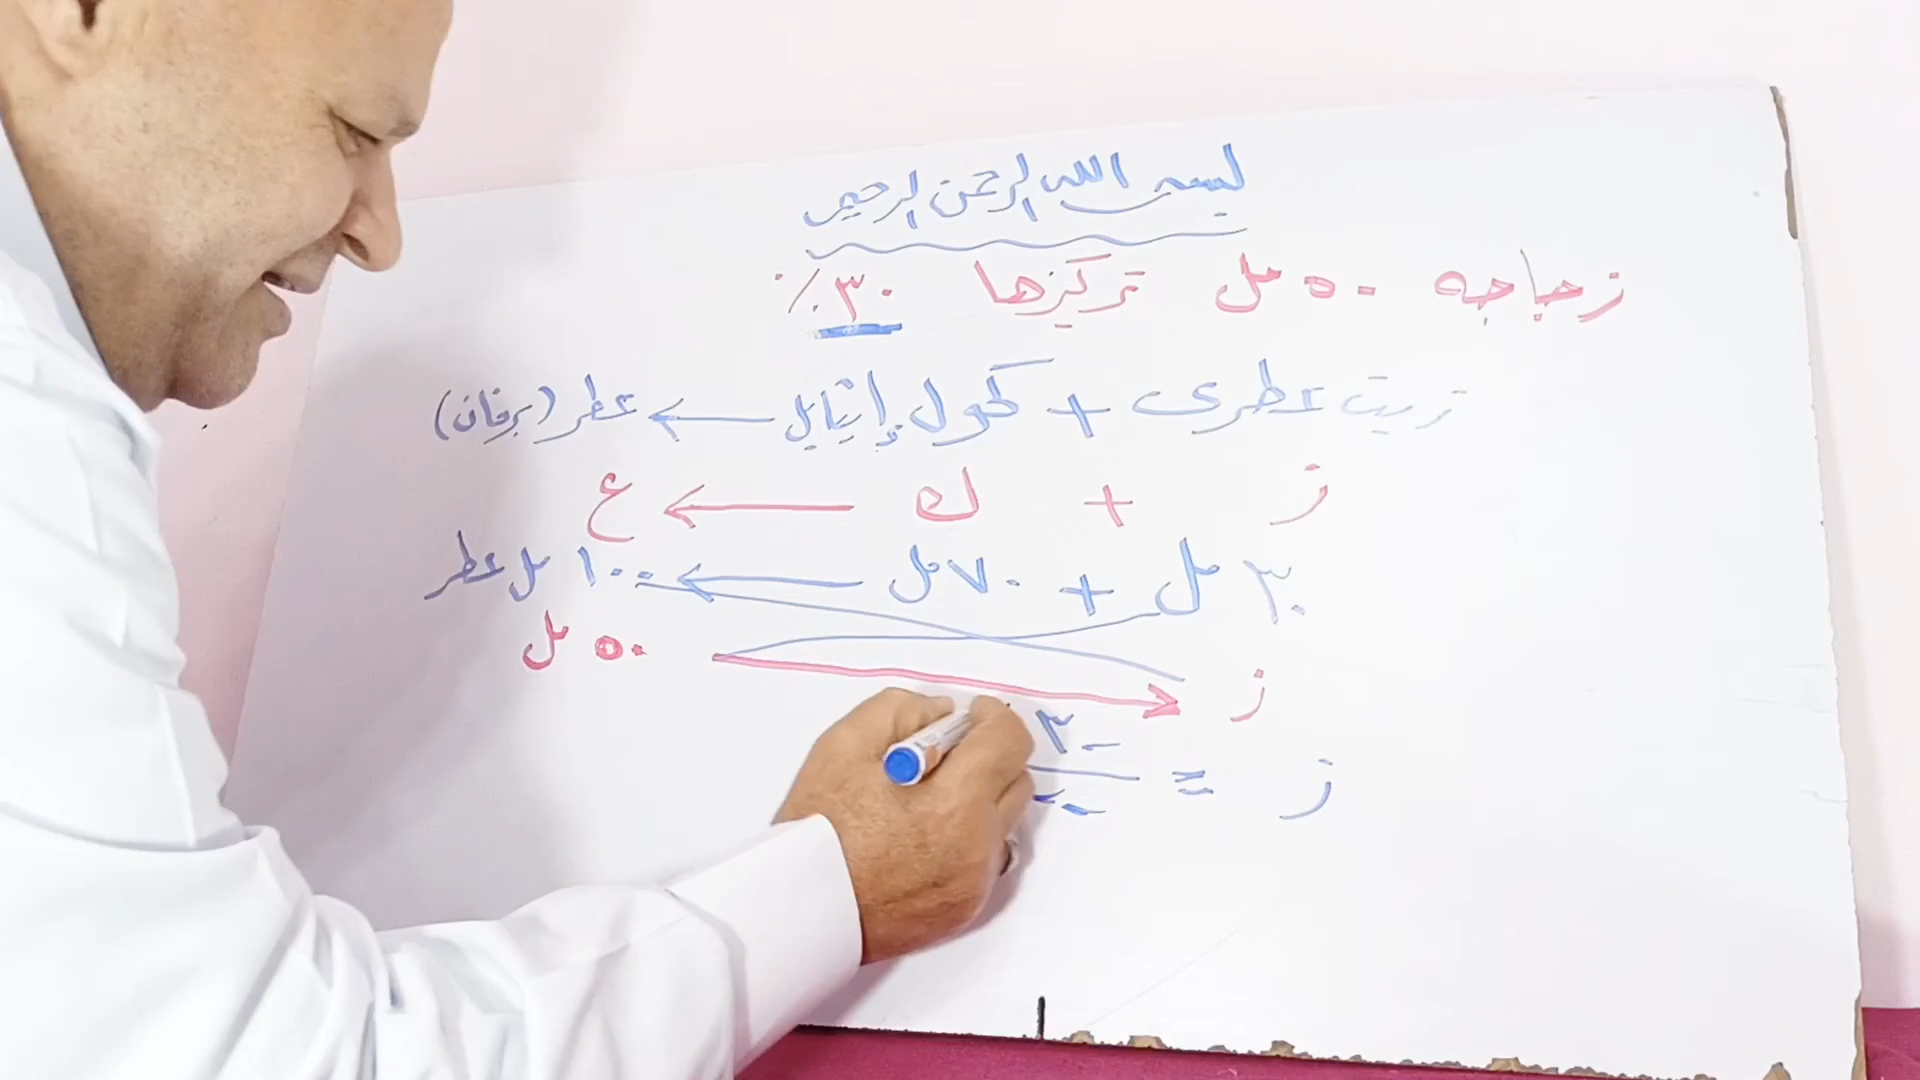 بسم الله الرحمن الرحيم
زجاجه ٥٠ مل تركيزها ٣٠٪
زيت عطرى + كحول إيثايل ← عطر (برفان)
ز + ك ← ع
٣٠ مل + ٧٠ مل ← ١٠٠ مل عطر
ز ٥٠ مل
ز =